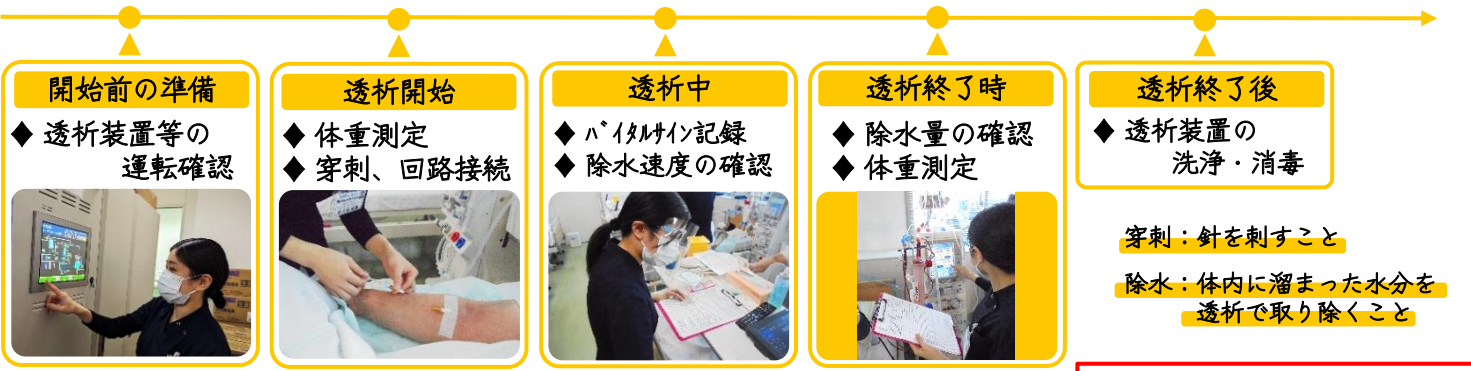 開始前の準備
◆ 透析装置等の
運転確認
透析開始
◆ 体重測定
◆ 穿刺、回路接続
透析中
◆ ﾊﾞｲﾀﾙｻｲﾝ記録
◆ 除水速度の確認
透析終了時
◆ 除水量の確認
◆ 体重測定
透析終了後
◆ 透析装置の
洗浄・消毒
穿刺：針を刺すこと
除水：体内に溜まった水分を
透析で取り除くこと